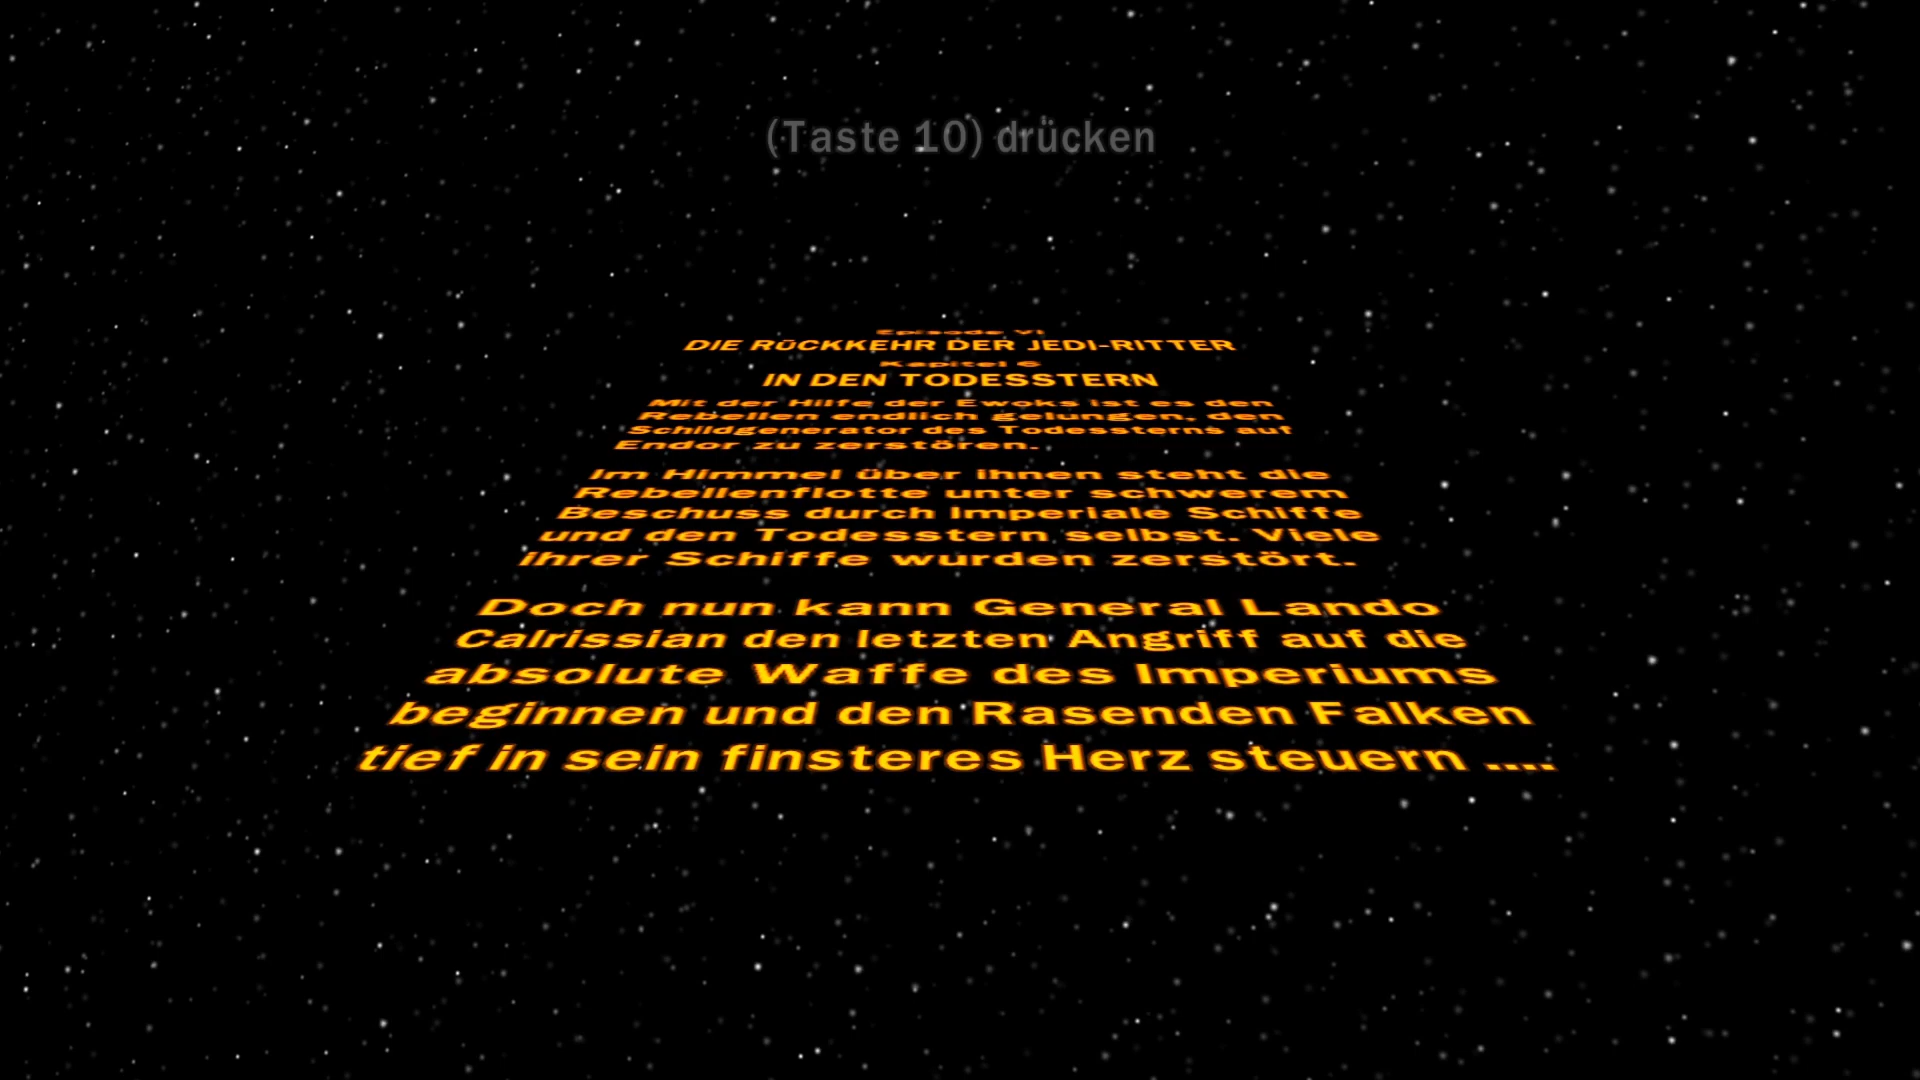 (Taste 10) drücken
Episode VI
DIE RÜCKKEHR DER JEDI-RITTER
Kapitel 6
IN DEN TODESSTERN
Mit der Hilfe der Ewoks ist es den
Rebellen endlich gelungen, den
Schildgenerator des Todessterns auf
Endor zu zerstören.
Im Himmel über ihnen steht die
Rebellenflotte unter schwerem
Beschuss durch Imperiale Schiffe
und den Todesstern selbst. Viele
ihrer Schiffe wurden zerstört.
Doch nun kann General Lando
Calrissian den letzten Angriff auf die
absolute Waffe des Imperiums
beginnen und den Rasenden Falken
tief in sein finsteres Herz steuern ....